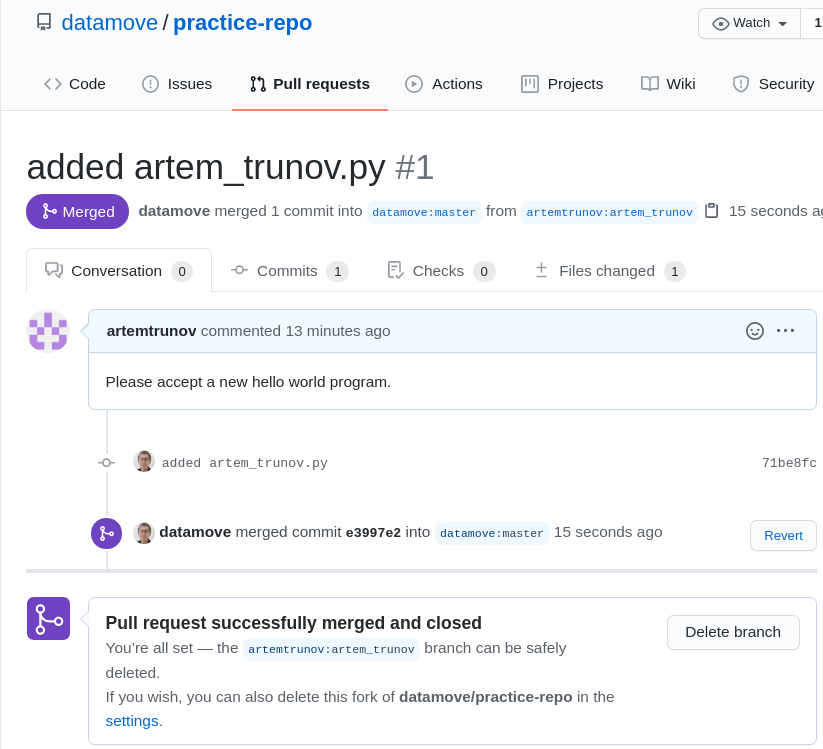 datamove / practice-repo
Watch 1
Code Issues Pull requests Actions Projects Wiki Security
added artem_trunov.py #1
Merged datamove merged 1 commit into datamove:master from artemtrunov:artem_trunov 15 seconds ag
Conversation 0 Commits 1 Checks 0 Files changed 1
artemtrunov commented 13 minutes ago
Please accept a new hello world program.
added artem_trunov.py 71be8fc
datamove merged commit e3997e2 into datamove:master 15 seconds ago Revert
Pull request successfully merged and closed
Delete branch
You're all set — the artemtrunov:artem_trunov branch can be safely
deleted.
If you wish, you can also delete this fork of datamove/practice-repo in the
settings.